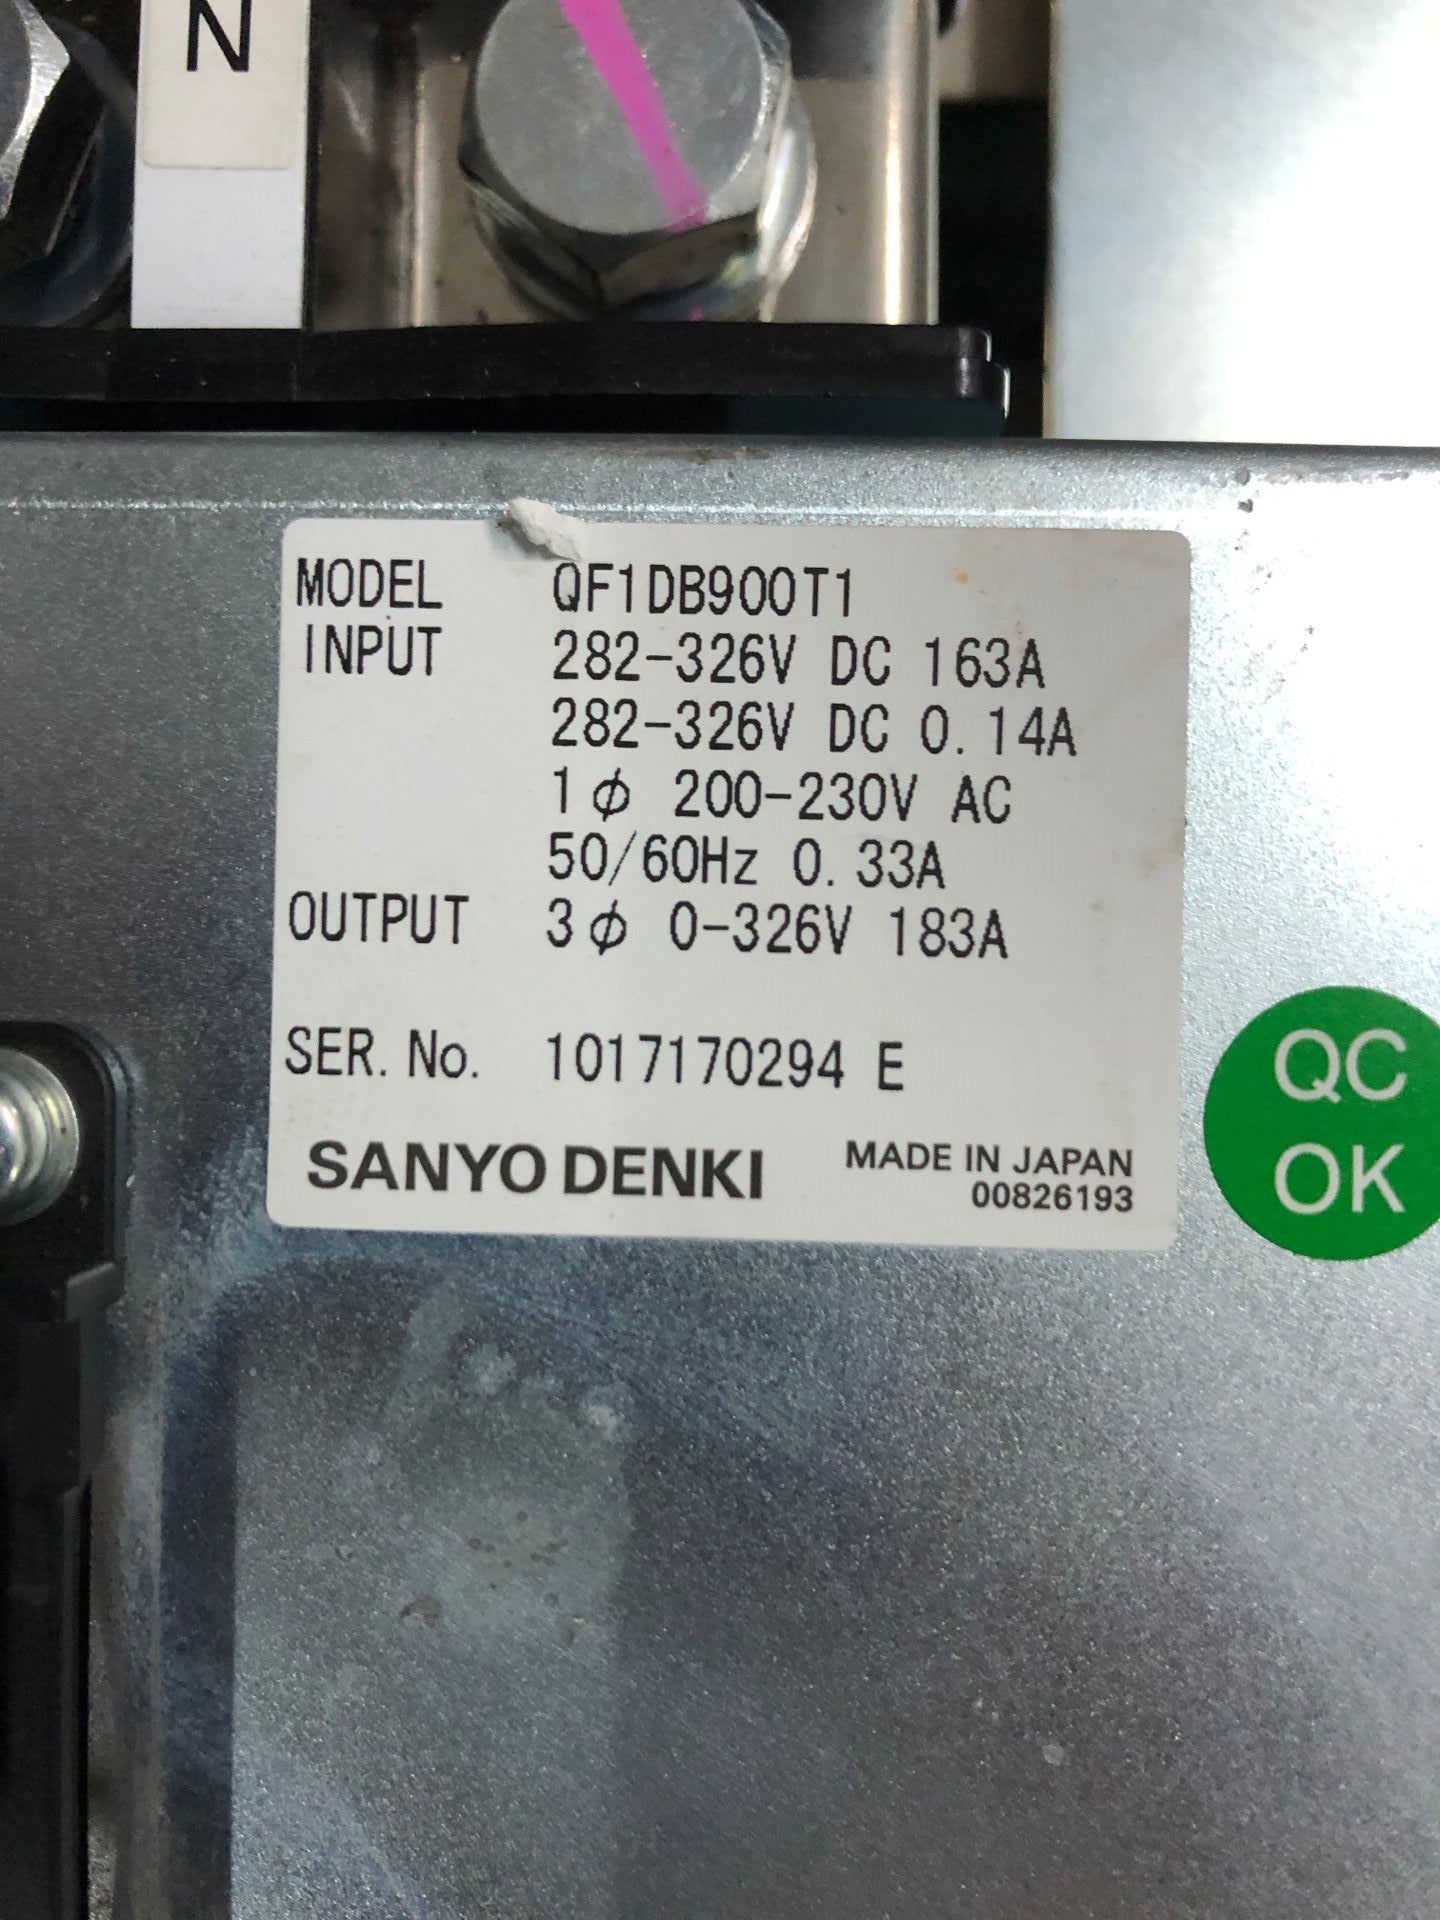 N
MODEL QF1DB900T1
INPUT 282-326V DC 163A
282-326V DC 0.14A
1φ 200-230V AC
50/60Hz 0.33A
OUTPUT 3φ 0-326V 183A
SER. No. 1017170294 E
SANYO DENKI MADE IN JAPAN
00826193
QC
OK